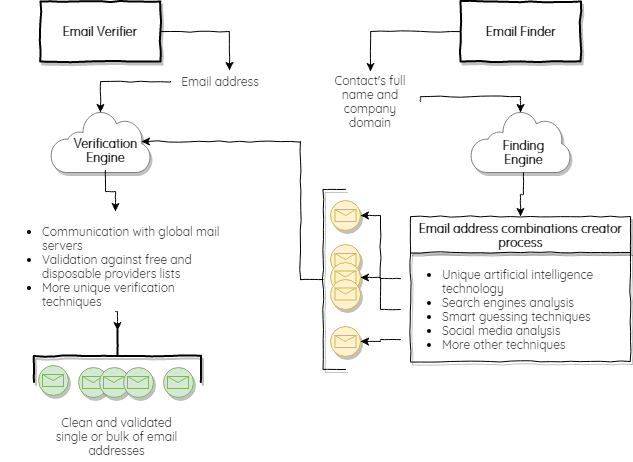 Email Verifier
Email Finder
Email address
Contact's full
name and
company
domain
Verification
Engine
Finding
Engine
Communication with global mail
servers
Validation against free and
disposable providers lists
More unique verification
techniques
Email address combinations creator
process
Unique artificial intelligence
technology
Search engines analysis
Smart guessing techniques
Social media analysis
More other techniques
Clean and validated
single or bulk of email
addresses